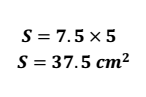 S = 7.5 × 5
S = 37.5 cm²